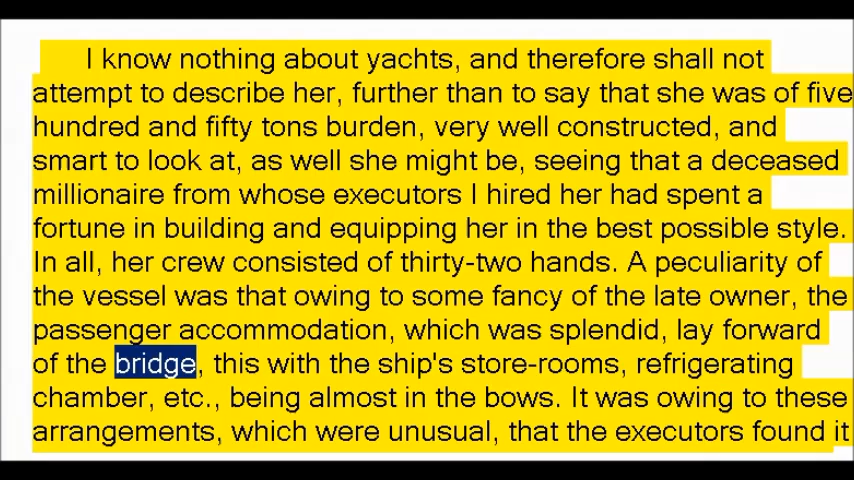 I know nothing about yachts, and therefore shall not
attempt to describe her, further than to say that she was of five
hundred and fifty tons burden, very well constructed, and
smart to look at, as well she might be, seeing that a deceased
millionaire from whose executors I hired her had spent a
fortune in building and equipping her in the best possible style.
In all, her crew consisted of thirty-two hands. A peculiarity of
the vessel was that owing to some fancy of the late owner, the
passenger accommodation, which was splendid, lay forward
of the bridge, this with the ship's store-rooms, refrigerating
chamber, etc., being almost in the bows. It was owing to these
arrangements, which were unusual, that the executors found it